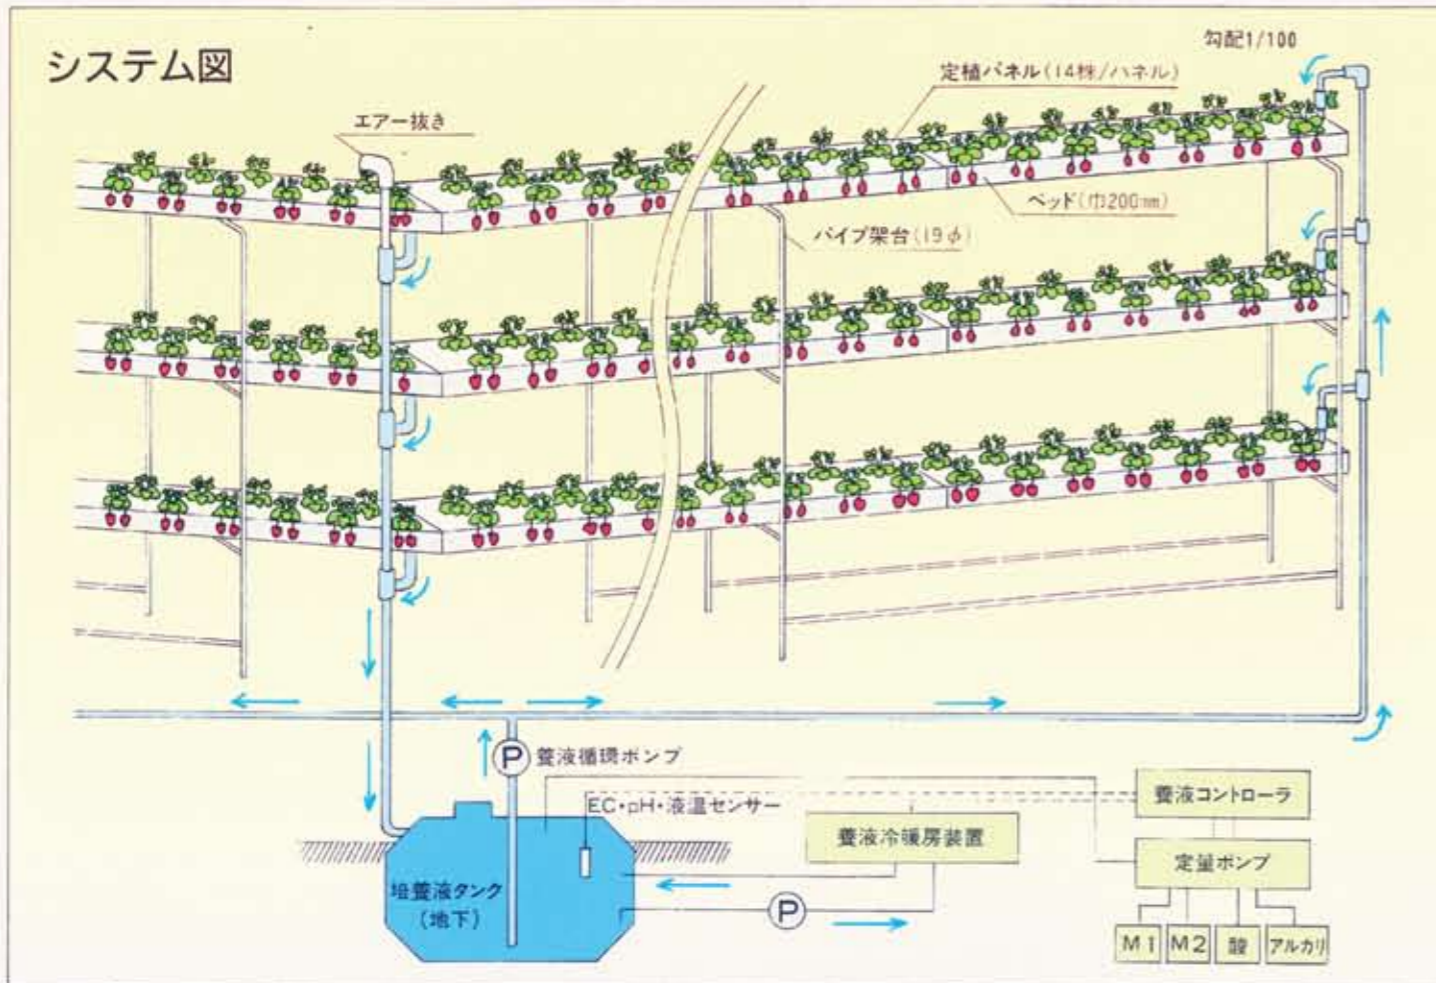 システム図
勾配1/100
定植パネル(14株/ハネル)
エアー抜き
ベッド(巾200mm)
パイプ架台(19φ)
P 養液循環ポンプ
EC・pH・液温センサー
養液コントローラ
養液冷暖房装置
定量ポンプ
培養液タンク
(地下)
P
M1 M2 酸 アルカリ